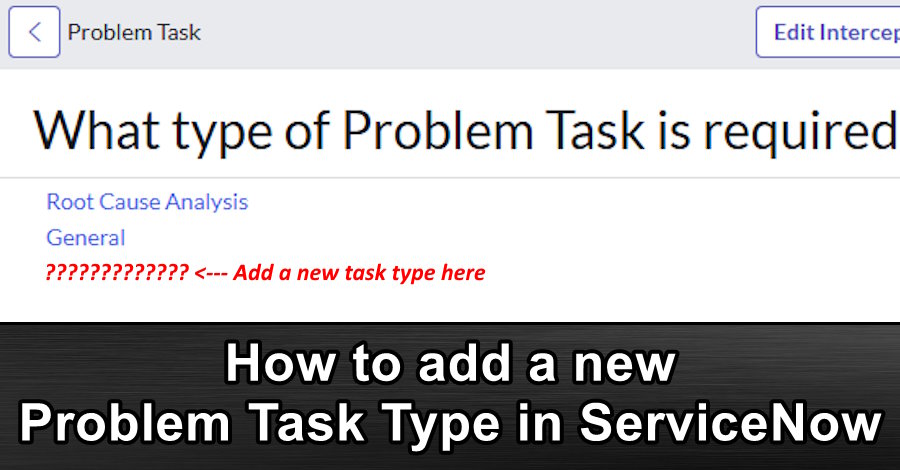 Problem Task
Edit Intercep
What type of Problem Task is required
Root Cause Analysis
General
????????????? <--- Add a new task type here
How to add a new
Problem Task Type in ServiceNow